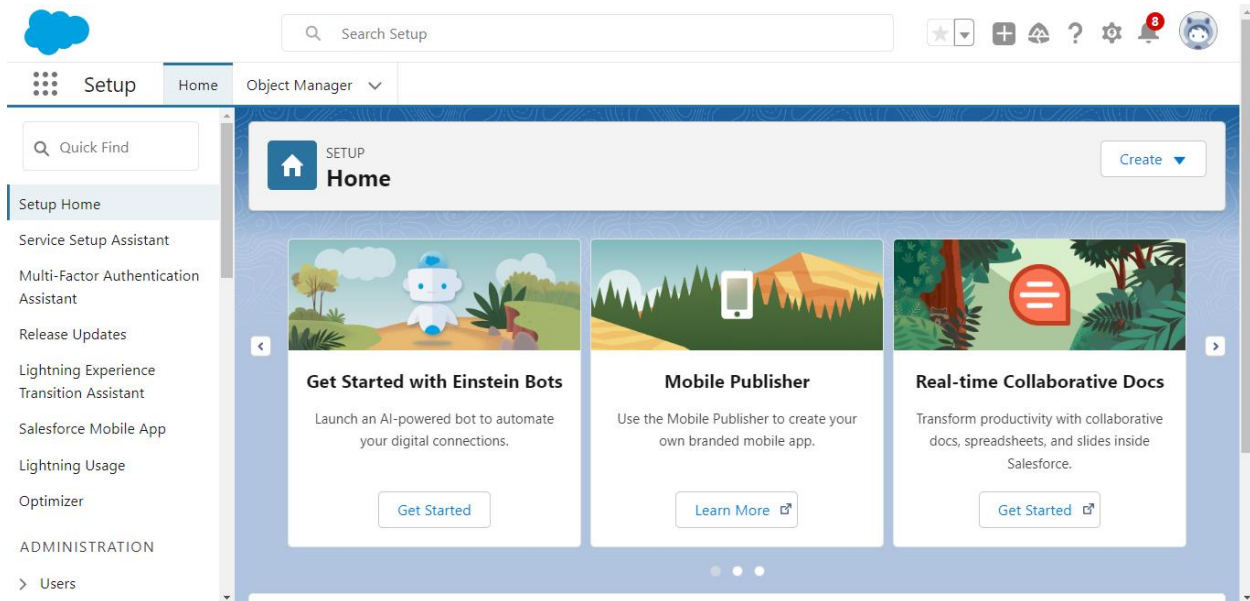 Search Setup
8
Setup
Home
Object Manager
Quick Find
Setup Home
Service Setup Assistant
Multi-Factor Authentication
Assistant
Release Updates
Lightning Experience
Transition Assistant
Salesforce Mobile App
Lightning Usage
Optimizer
ADMINISTRATION
Users
SETUP
Home
Create
Get Started with Einstein Bots
Launch an AI-powered bot to automate
your digital connections.
Get Started
Mobile Publisher
Use the Mobile Publisher to create your
own branded mobile app.
Learn More
Real-time Collaborative Docs
Transform productivity with collaborative
docs, spreadsheets, and slides inside
Salesforce.
Get Started